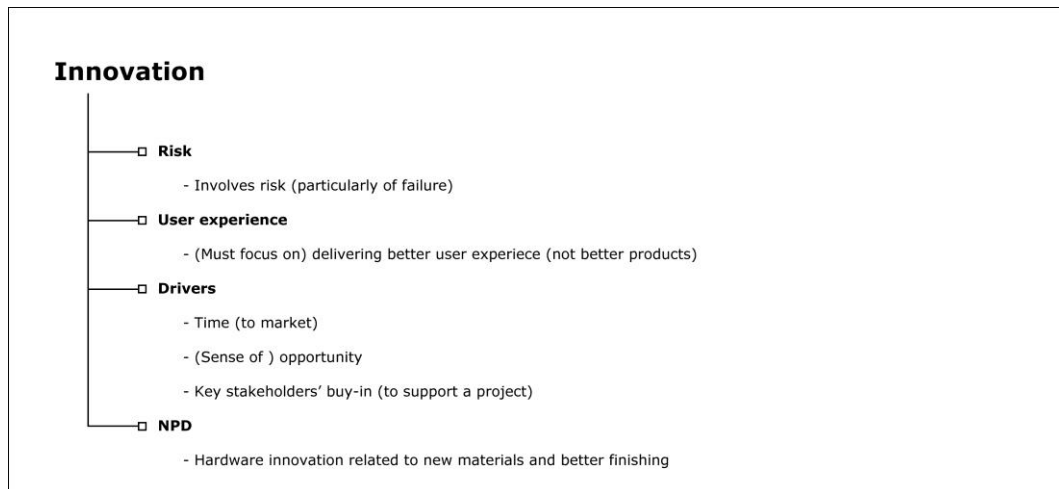 Innovation
Risk
- Involves risk (particularly of failure)
User experience
- (Must focus on) delivering better user experiece (not better products)
Drivers
- Time (to market)
- (Sense of ) opportunity
- Key stakeholders’ buy-in (to support a project)
NPD
- Hardware innovation related to new materials and better finishing